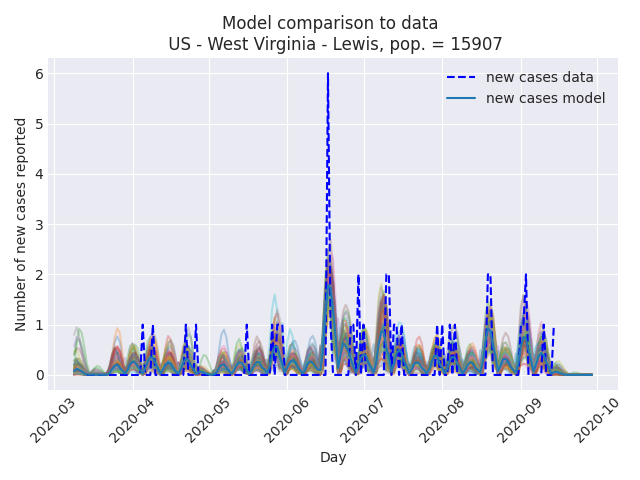 Model comparison to data
US - West Virginia - Lewis, pop. = 15907
new cases data
new cases model
Number of new cases reported
6
5
4
3
2
1
0
2020-03
2020-04
2020-05
2020-06
2020-07
2020-08
2020-09
2020-10
Day